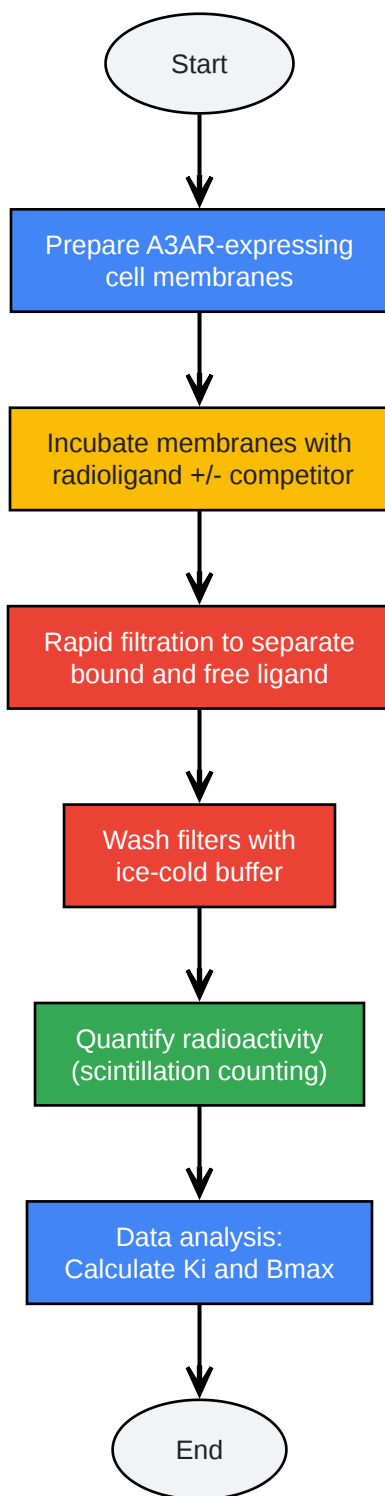 Start
Prepare A3AR-expressing
cell membranes
Incubate membranes with
radioligand +/- competitor
Rapid filtration to separate
bound and free ligand
Wash filters with
ice-cold buffer
Quantify radioactivity
(scintillation counting)
Data analysis:
Calculate Ki and Bmax
End